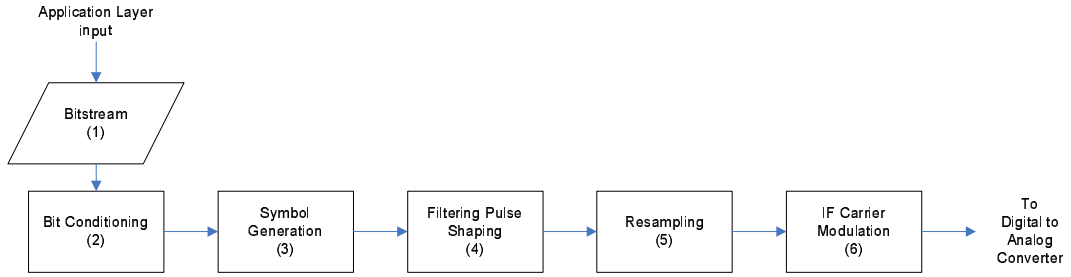 Application Layer
input
Bitstream
(1)
Bit Conditioning
(2)
Symbol
Generation
(3)
Filtering Pulse
Shaping
(4)
Resampling
(5)
IF Carrier
Modulation
(6)
To
Digital to
Analog
Converter